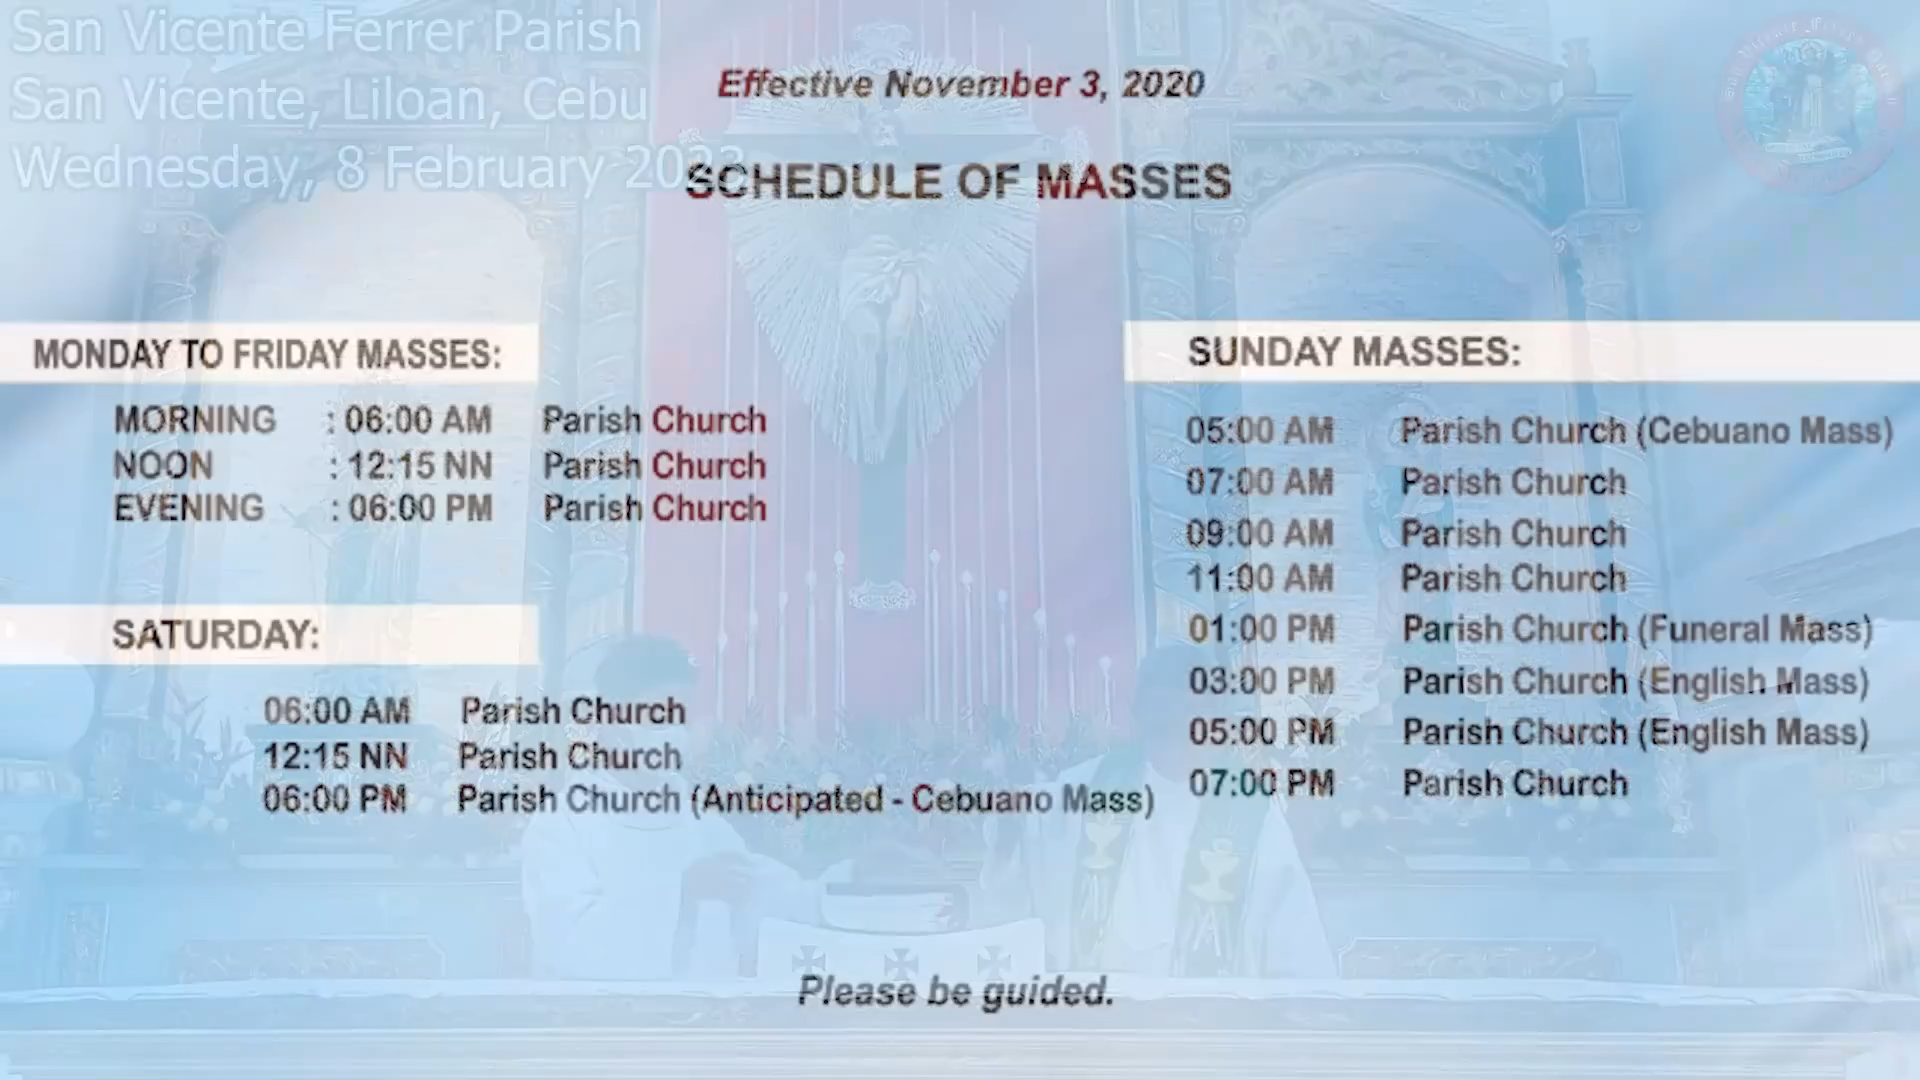 San Vicente Ferrer Parish
San Vicente, Liloan, Cebu
Wednesday, 8 February
Effective November 3, 2020
SCHEDULE OF MASSES
MONDAY TO FRIDAY MASSES:
MORNING : 06:00 AM Parish Church
NOON : 12:15 NN Parish Church
EVENING : 06:00 PM Parish Church
SATURDAY:
06:00 AM Parish Church
12:15 NN Parish Church
06:00 PM Parish Church (Anticipated - Cebuano Mass)
SUNDAY MASSES:
05:00 AM Parish Church (Cebuano Mass)
07:00 AM Parish Church
09:00 AM Parish Church
11:00 AM Parish Church
01:00 PM Parish Church (Funeral Mass)
03:00 PM Parish Church (English Mass)
05:00 PM Parish Church (English Mass)
07:00 PM Parish Church
Please be guided.